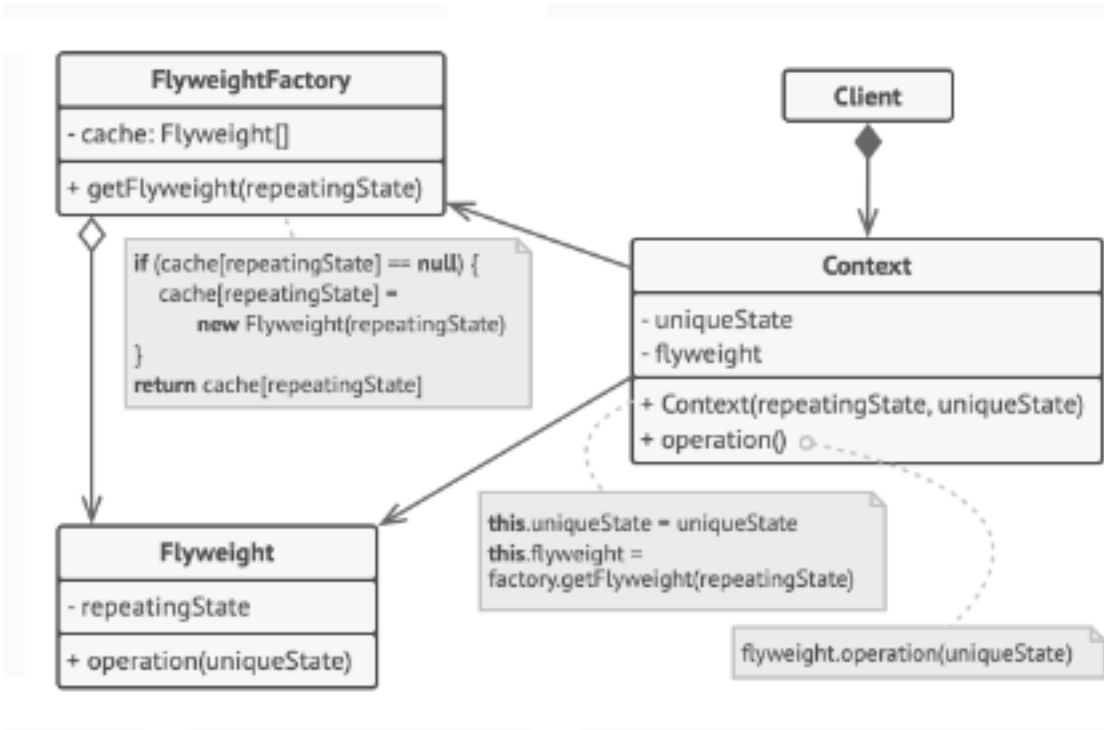 FlyweightFactory
- cache: Flyweight[]
+ getFlyweight(repeatingState)
if (cache[repeatingState] == null) {
cache[repeatingState] =
new Flyweight(repeatingState)
}
return cache[repeatingState]
Client
Context
- uniqueState
- flyweight
+ Context(repeatingState, uniqueState)
+ operation()
this.uniqueState = uniqueState
this.flyweight =
factory.getFlyweight(repeatingState)
flyweight.operation(uniqueState)
Flyweight
- repeatingState
+ operation(uniqueState)